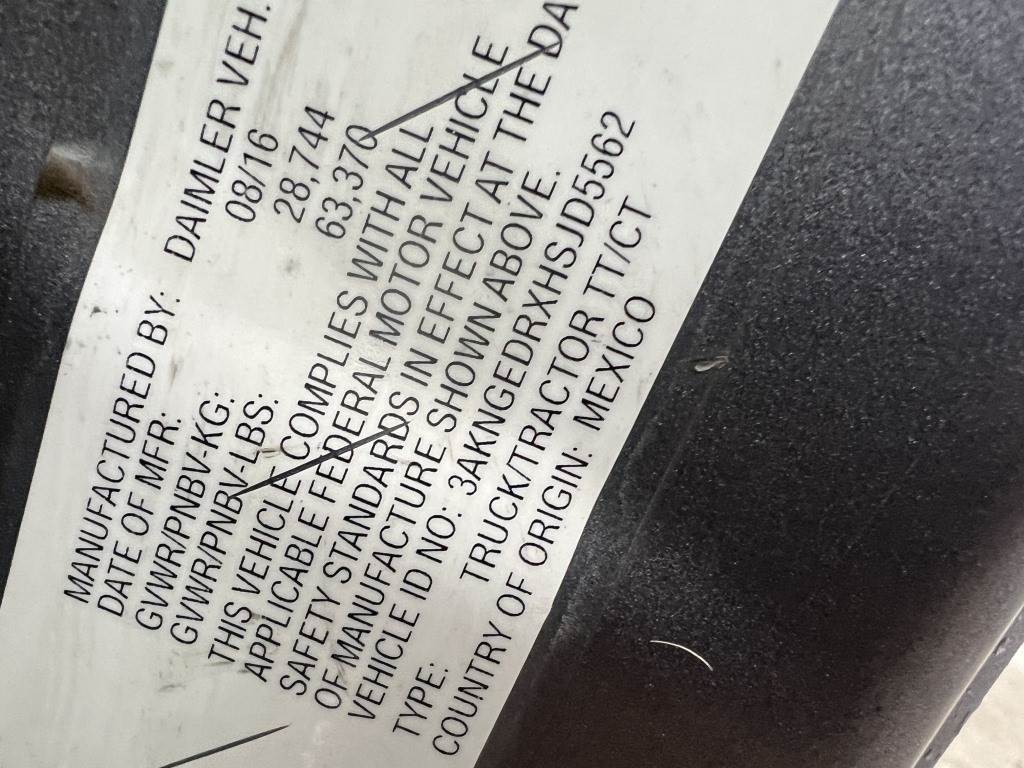 MANUFACTURED BY: DAIMLER VEH.
DATE OF MFR. 08/16
GVWR/PNBV-KG: 28,744
GVWR/PNBV-LBS: 63,370
THIS VEHICLE COMPLIES WITH ALL
APPLICABLE FEDERAL MOTOR VEHICLE
SAFETY STANDARDS IN EFFECT AT THE DA
OF MANUFACTURE SHOWN ABOVE.
VEHICLE ID NO: 3AKNGEDRXHSJD5562
TYPE: TRUCK/TRACTOR TT/CT
COUNTRY OF ORIGIN: MEXICO